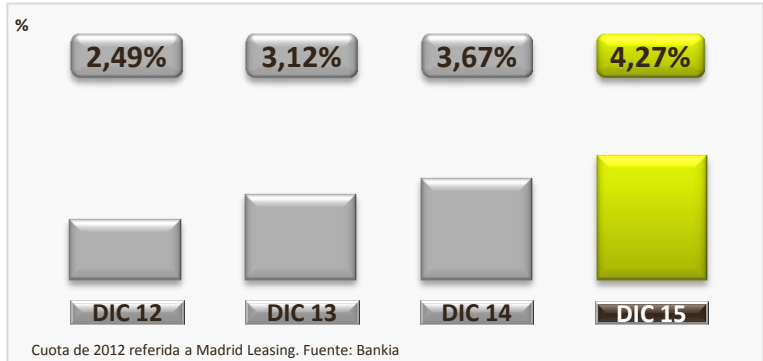 %
2,49% 3,12% 3,67% 4,27%
DIC 12 DIC 13 DIC 14 DIC 15
Cuota de 2012 referida a Madrid Leasing. Fuente: Bankia